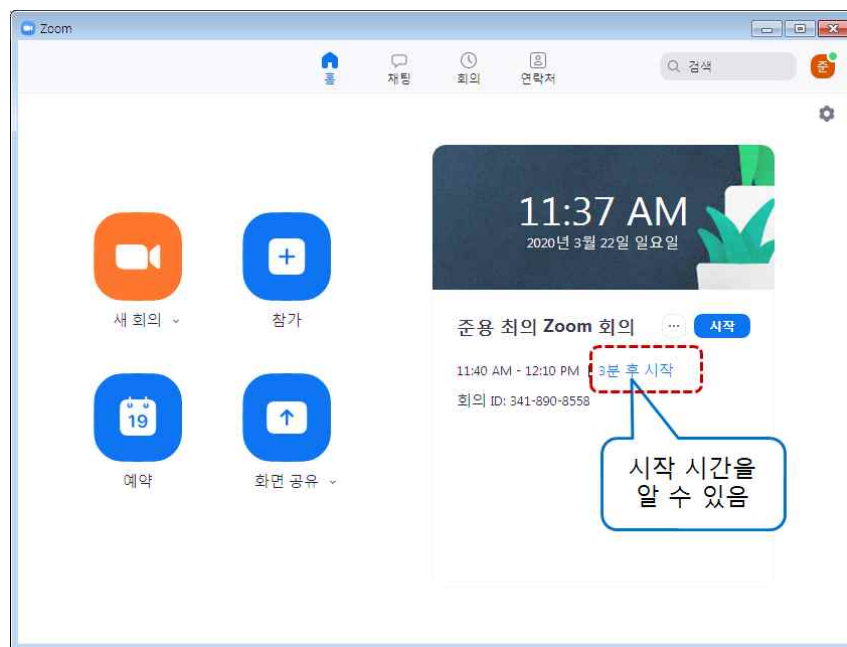 Zoom
홈
채팅
회의
연락처
검색
준
11:37 AM
2020년 3월 22일 일요일
새 회의
참가
준용 최의 Zoom 회의
... 시작
11:40 AM - 12:10 PM | 3분 후 시작
회의 ID: 341-890-8558
19
예약
화면 공유
시작 시간을
알 수 있음